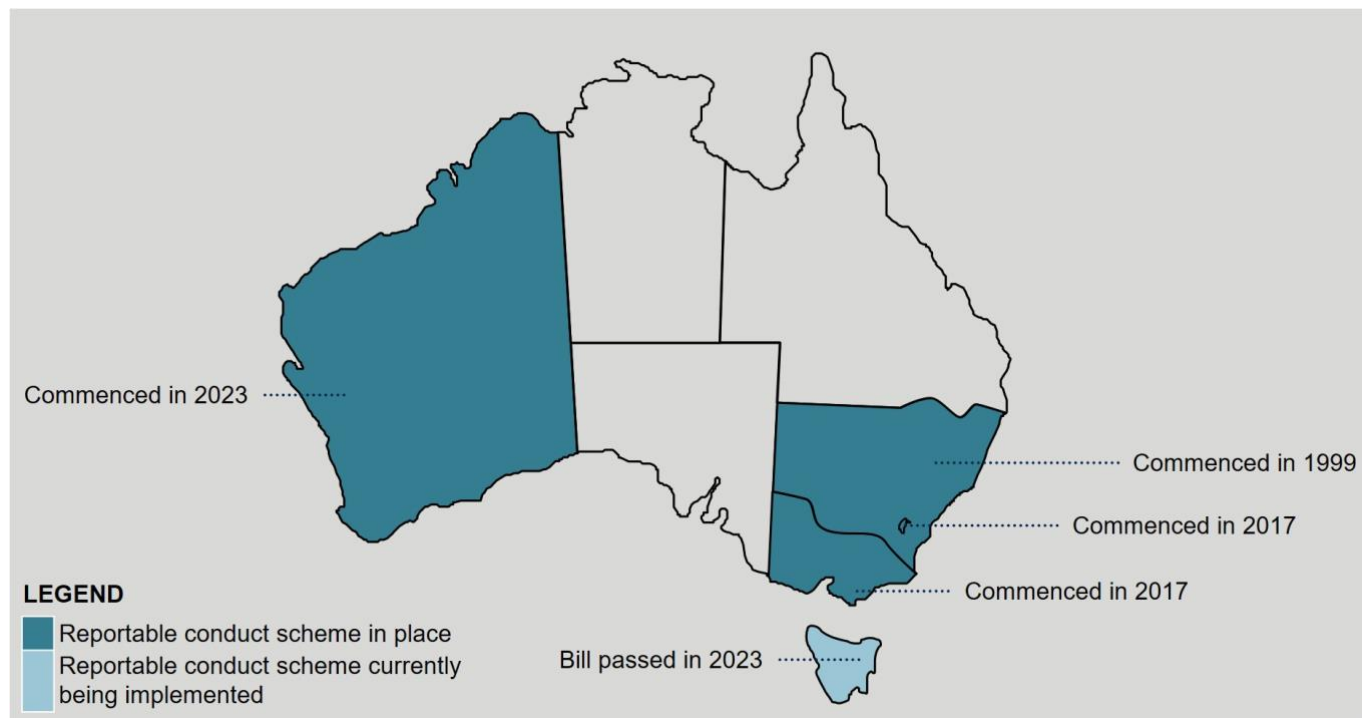 Commenced in 2023
Commenced in 1999
Commenced in 2017
Commenced in 2017
Bill passed in 2023
LEGEND
Reportable conduct scheme in place
Reportable conduct scheme currently
being implemented